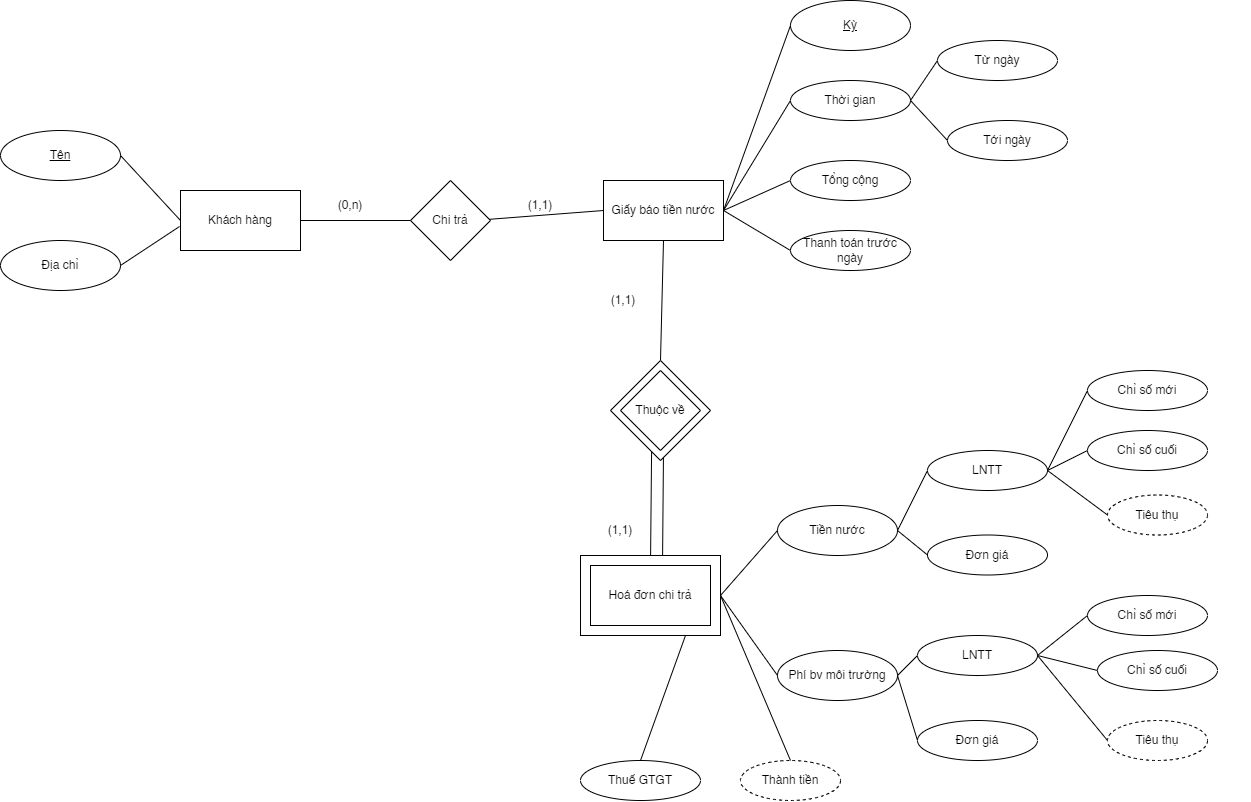 Kỳ
Từ ngày
Thời gian
Tới ngày
Tên
Tổng cộng
Khách hàng
(0,n)
Chi trả
(1,1)
Giấy báo tiền nước
Thanh toán trước
ngày
Địa chỉ
(1,1)
Thuộc về
Chỉ số mới
Chỉ số cuối
LNTT
Tiêu thụ
Tiền nước
(1,1)
Đơn giá
Hoá đơn chi trả
Chỉ số mới
LNTT
Chỉ số cuối
Phí bv môi trường
Đơn giá
Tiêu thụ
Thuế GTGT
Thành tiền